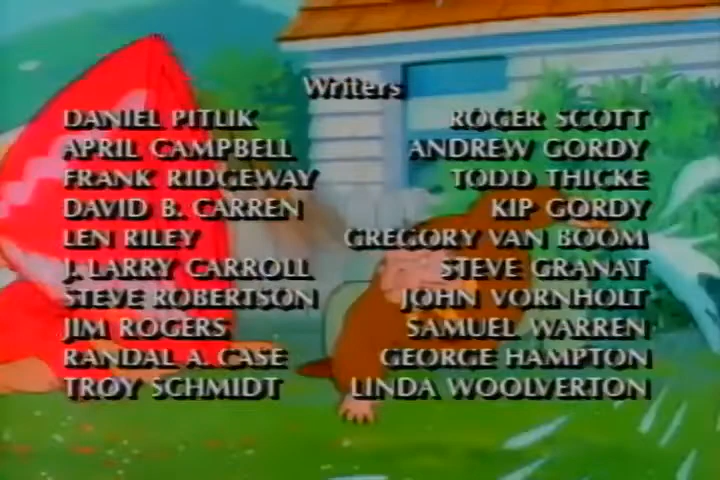 Writers
DANIEL PITLIK ROGER SCOTT
APRIL CAMPBELL ANDREW GORDY
FRANK RIDGEWAY TODD THICKE
DAVID B. CARREN KIP GORDY
LEN RILEY GREGORY VAN BOOM
J. LARRY CARROLL STEVE GRANAT
STEVE ROBERTSON JOHN VORNHOLT
JIM ROGERS SAMUEL WARREN
RANDAL A. CASE GEORGE HAMPTON
TROY SCHMIDT LINDA WOOLVERTON